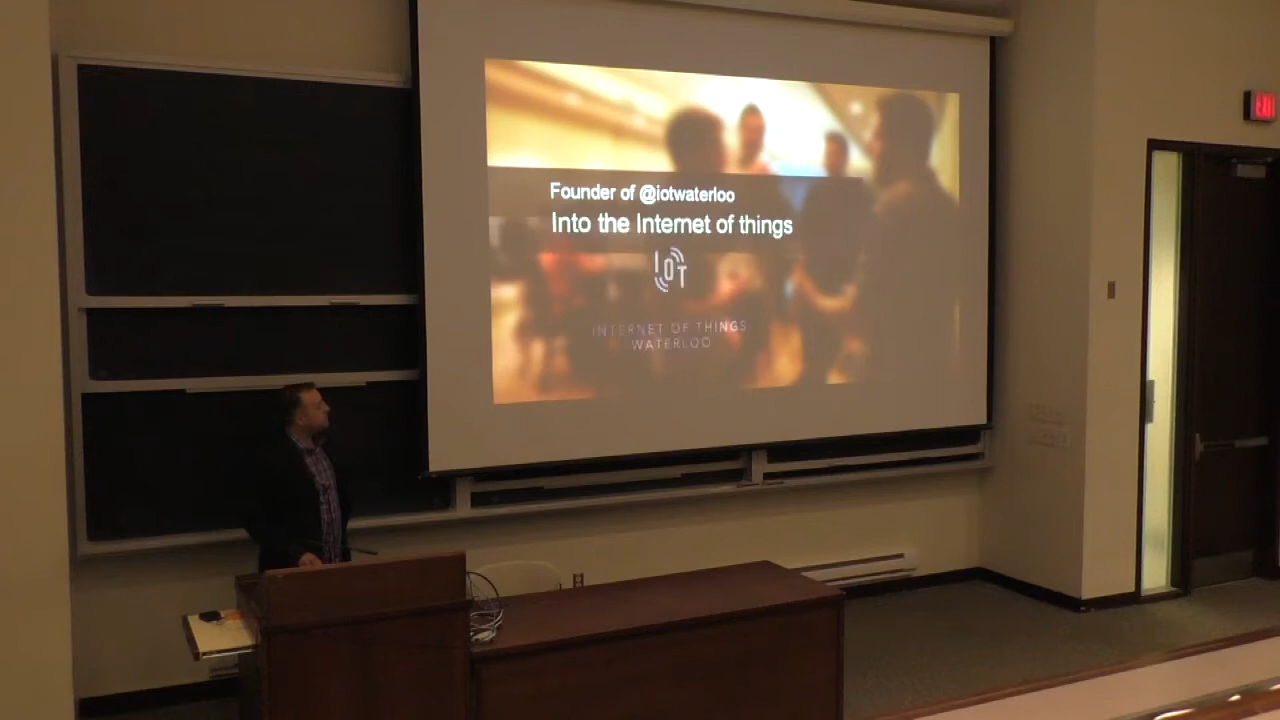 Founder of @iotwaterloo
Into the Internet of things
IOT
INTERNET OF THINGS
WATERLOO
EXIT